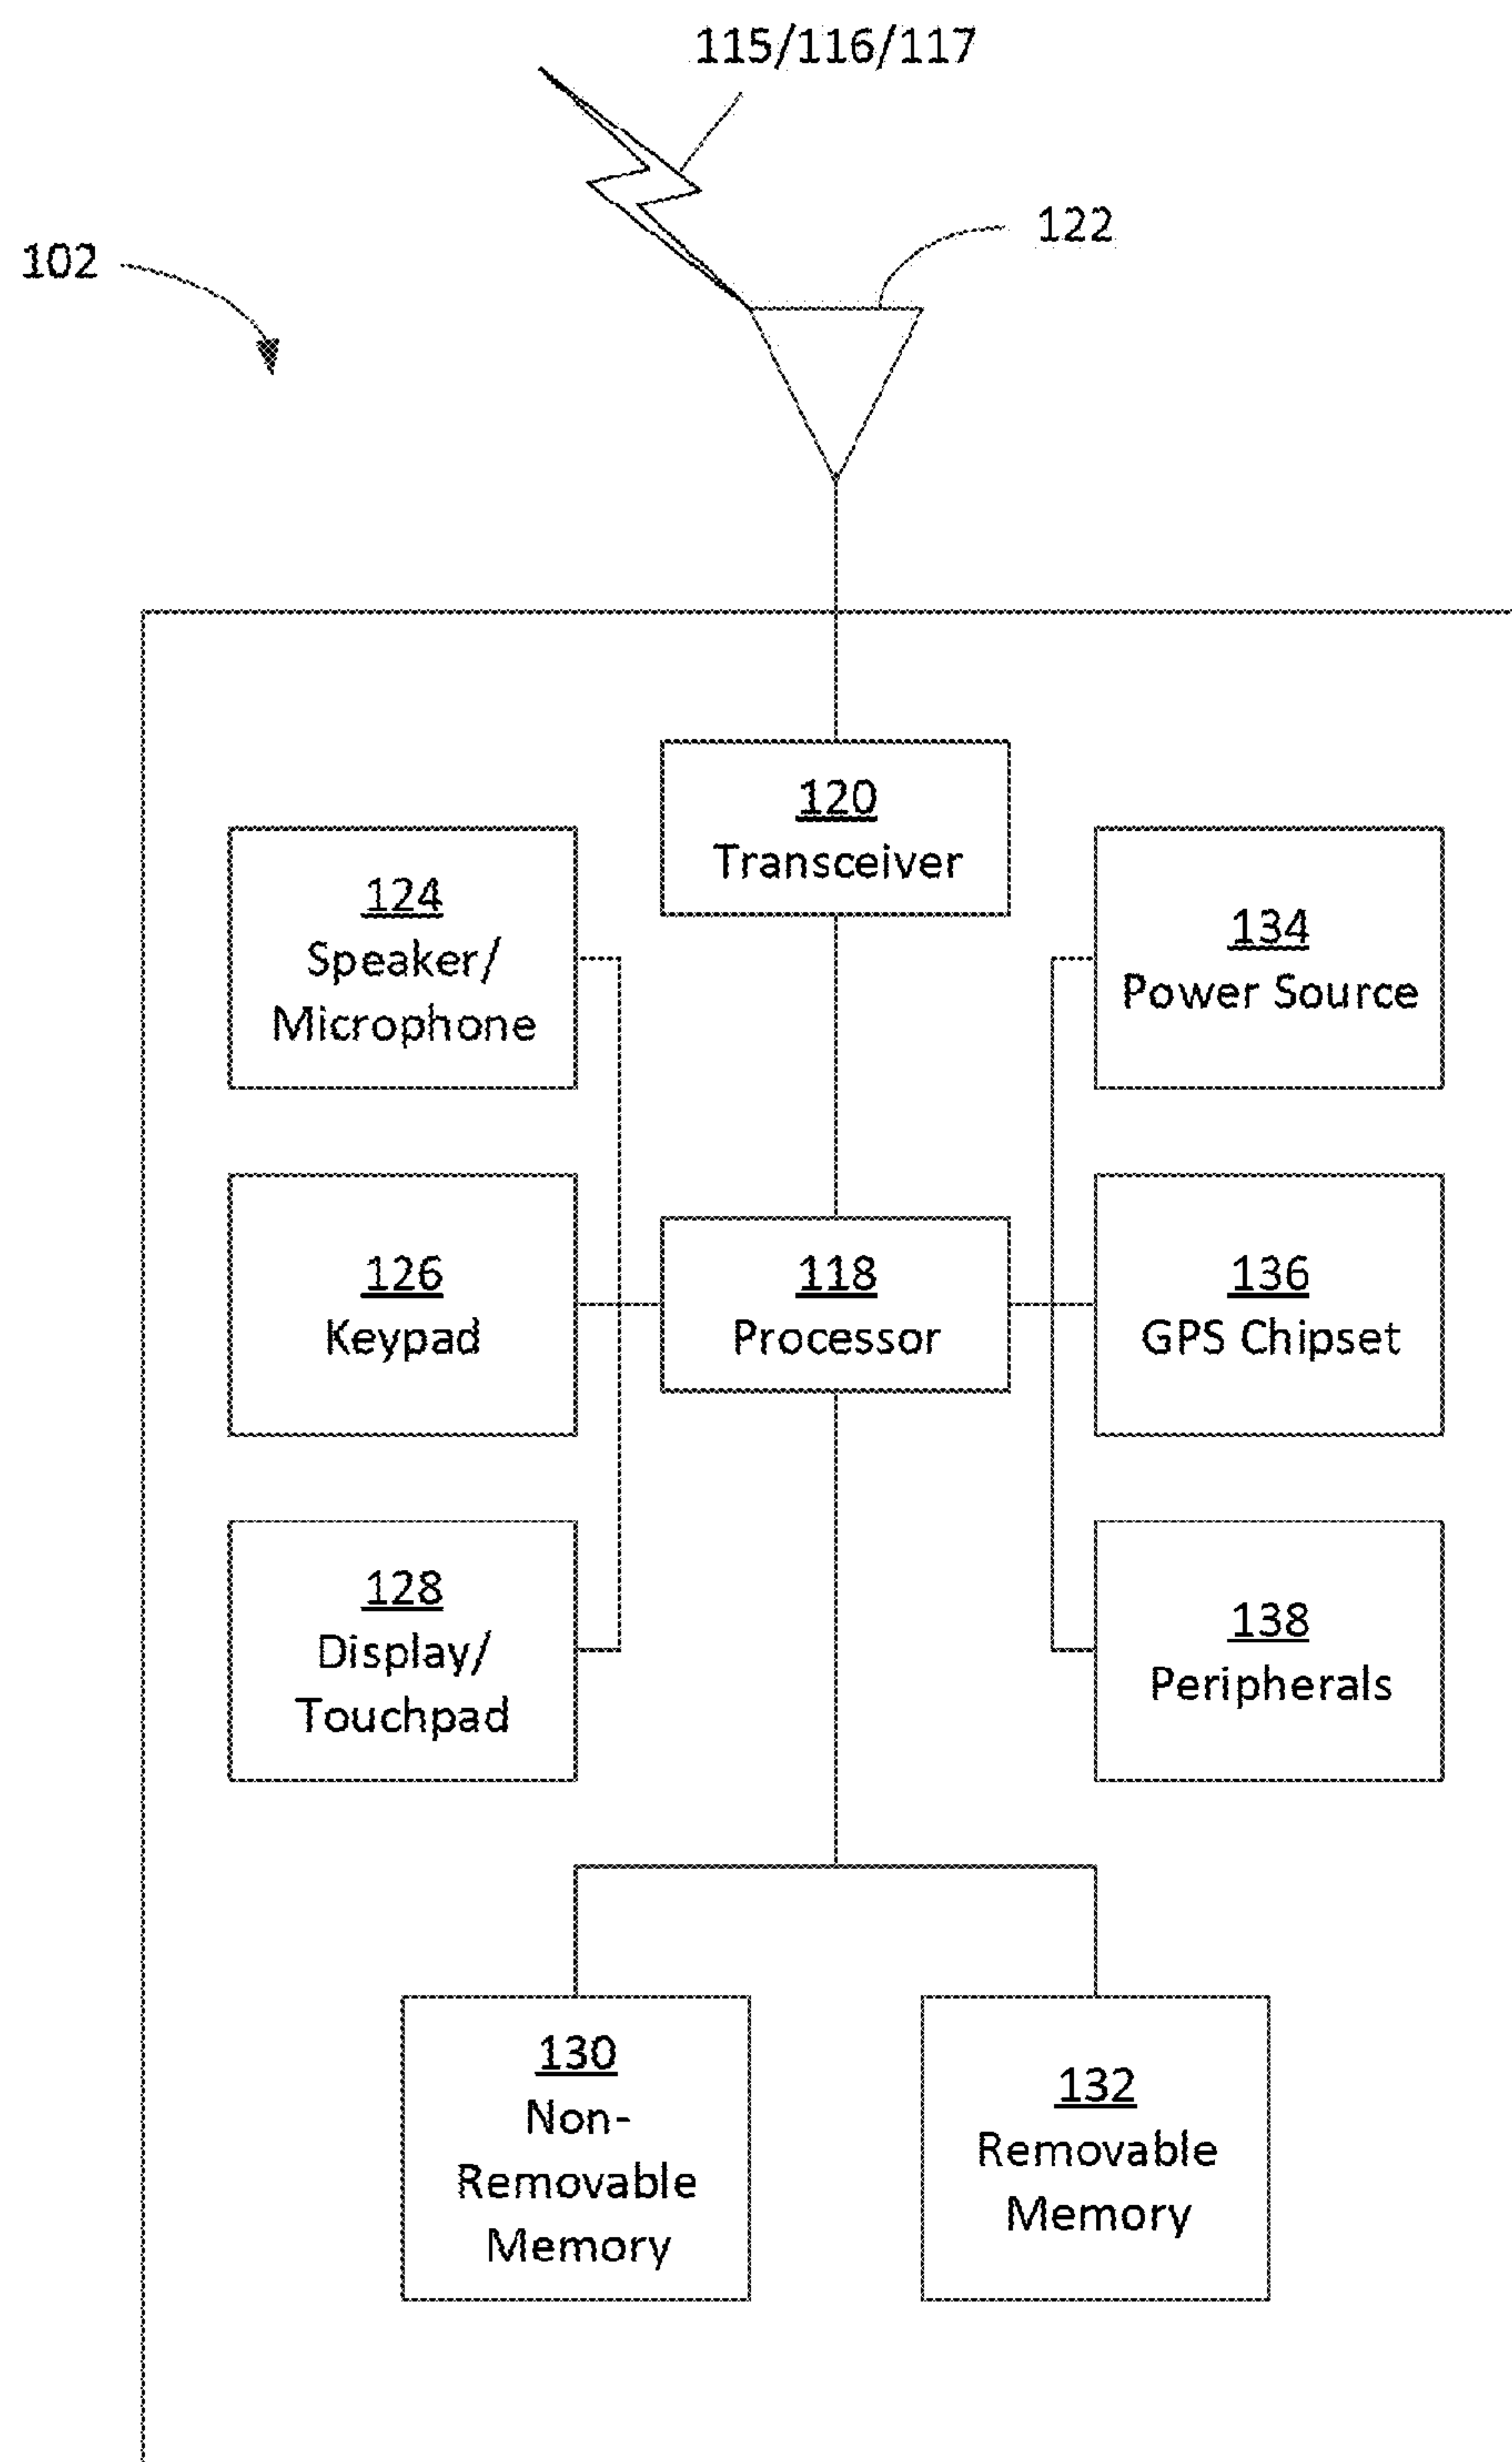 115/116/117
122
102
120
Transceiver
124
Speaker/
Microphone
134
Power Source
126
Keypad
118
Processor
136
GPS Chipset
128
Display/
Touchpad
138
Peripherals
130
Non-
Removable
Memory
132
Removable
Memory